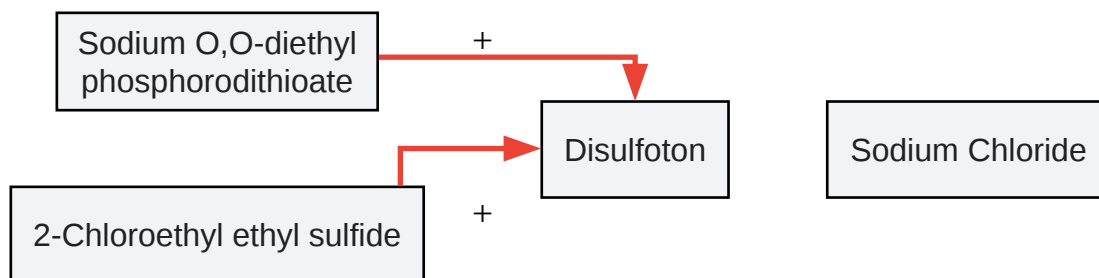 Sodium O,O-diethyl
phosphorodithioate
+
Disulfoton
Sodium Chloride
2-Chloroethyl ethyl sulfide
+